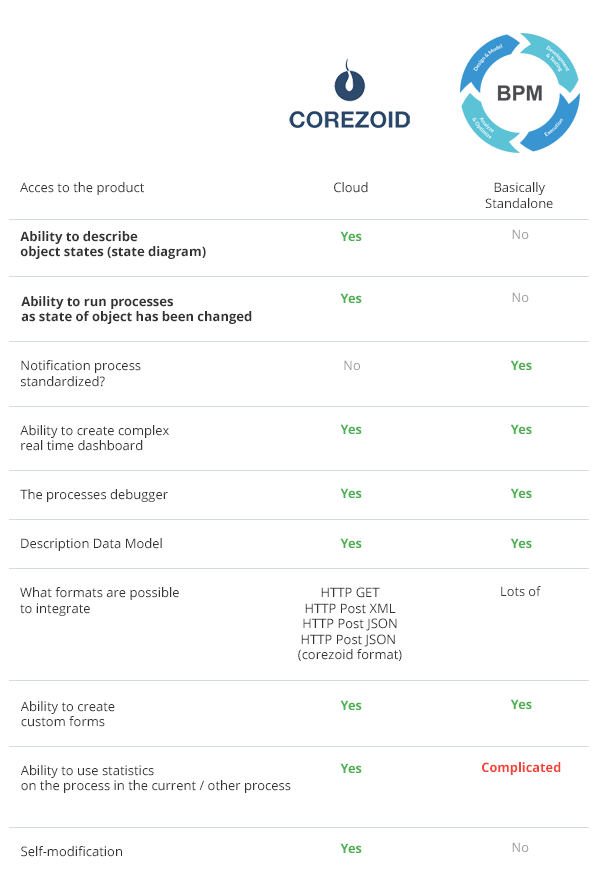 COREZOID
Design & Model
Development
& Testing
BPM
Analyze
& Optimize
Execution
Acces to the product
Cloud
Basically
Standalone
Ability to describe
object states (state diagram)
Yes
No
Ability to run processes
as state of object has been changed
Yes
No
Notification process
standardized?
No
Yes
Ability to create complex
real time dashboard
Yes
Yes
The processes debugger
Yes
Yes
Description Data Model
Yes
Yes
What formats are possible
to integrate
HTTP GET
HTTP Post XML
HTTP Post JSON
HTTP Post JSON
(corezoid format)
Lots of
Ability to create
custom forms
Yes
Yes
Ability to use statistics
on the process in the current / other process
Yes
Complicated
Self-modification
Yes
No